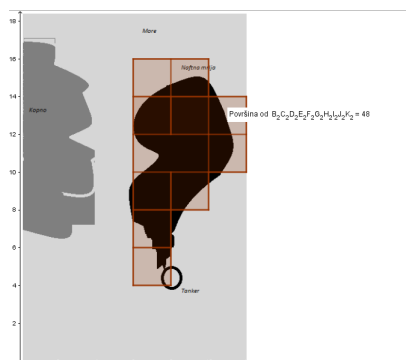 18
More
16
Naftna mrlja
14
Kopno
Površina od B₂C₂D₂E₂F₂G₂H₂I₂J₂K₂ = 48
12
10
8
6
4
Tanker
2